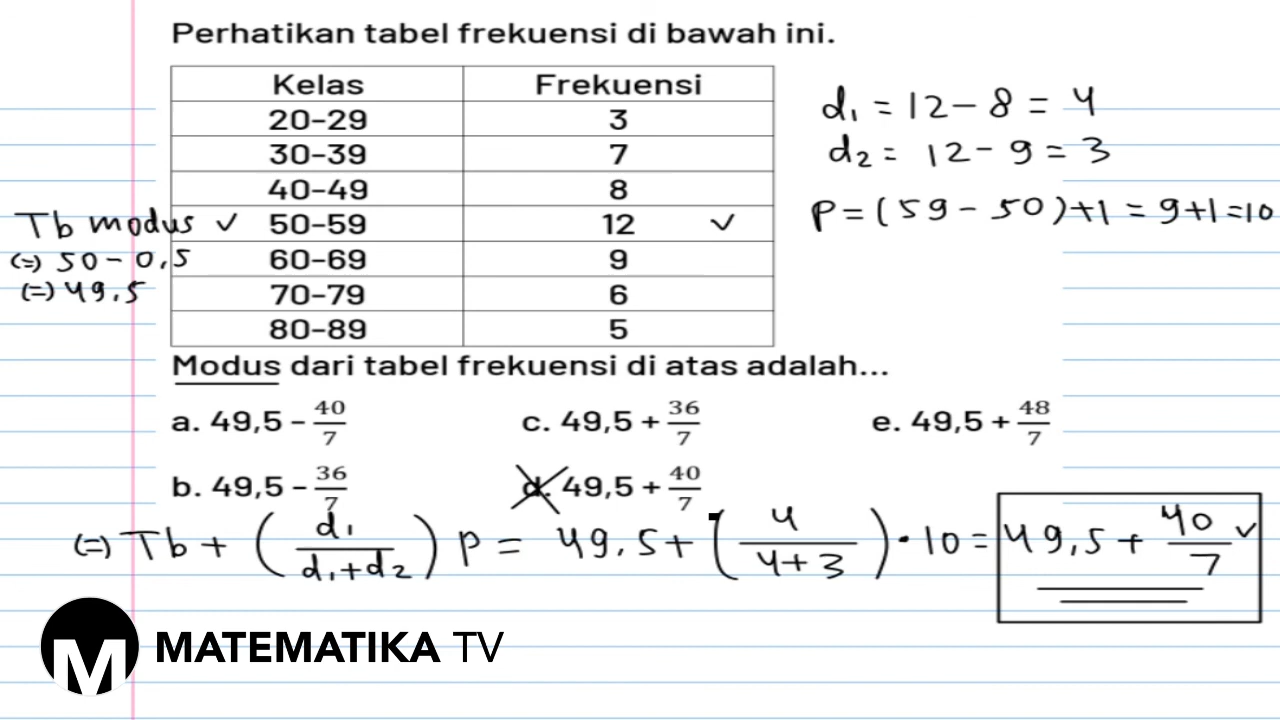 Perhatikan tabel frekuensi di bawah ini.
Kelas Frekuensi
20-29 3
30-39 7
40-49 8
50-59 12 ✓
60-69 9
70-79 6
80-89 5
d₁ = 12 - 8 = 4
d₂ = 12 - 9 = 3
P = (59 - 50) + 1 = 9 + 1 = 10
Tb modus ✓
(=) 50 - 0,5
(=) 49,5
Modus dari tabel frekuensi di atas adalah...
a. 49,5 - 40/7 c. 49,5 + 36/7 e. 49,5 + 48/7
b. 49,5 - 36/7 d. 49,5 + 40/7
(=) Tb + (d₁/(d₁+d₂)) P = 49,5 + (4/(4+3)) · 10 = 49,5 + 40/7 ✓
M MATEMATIKA TV